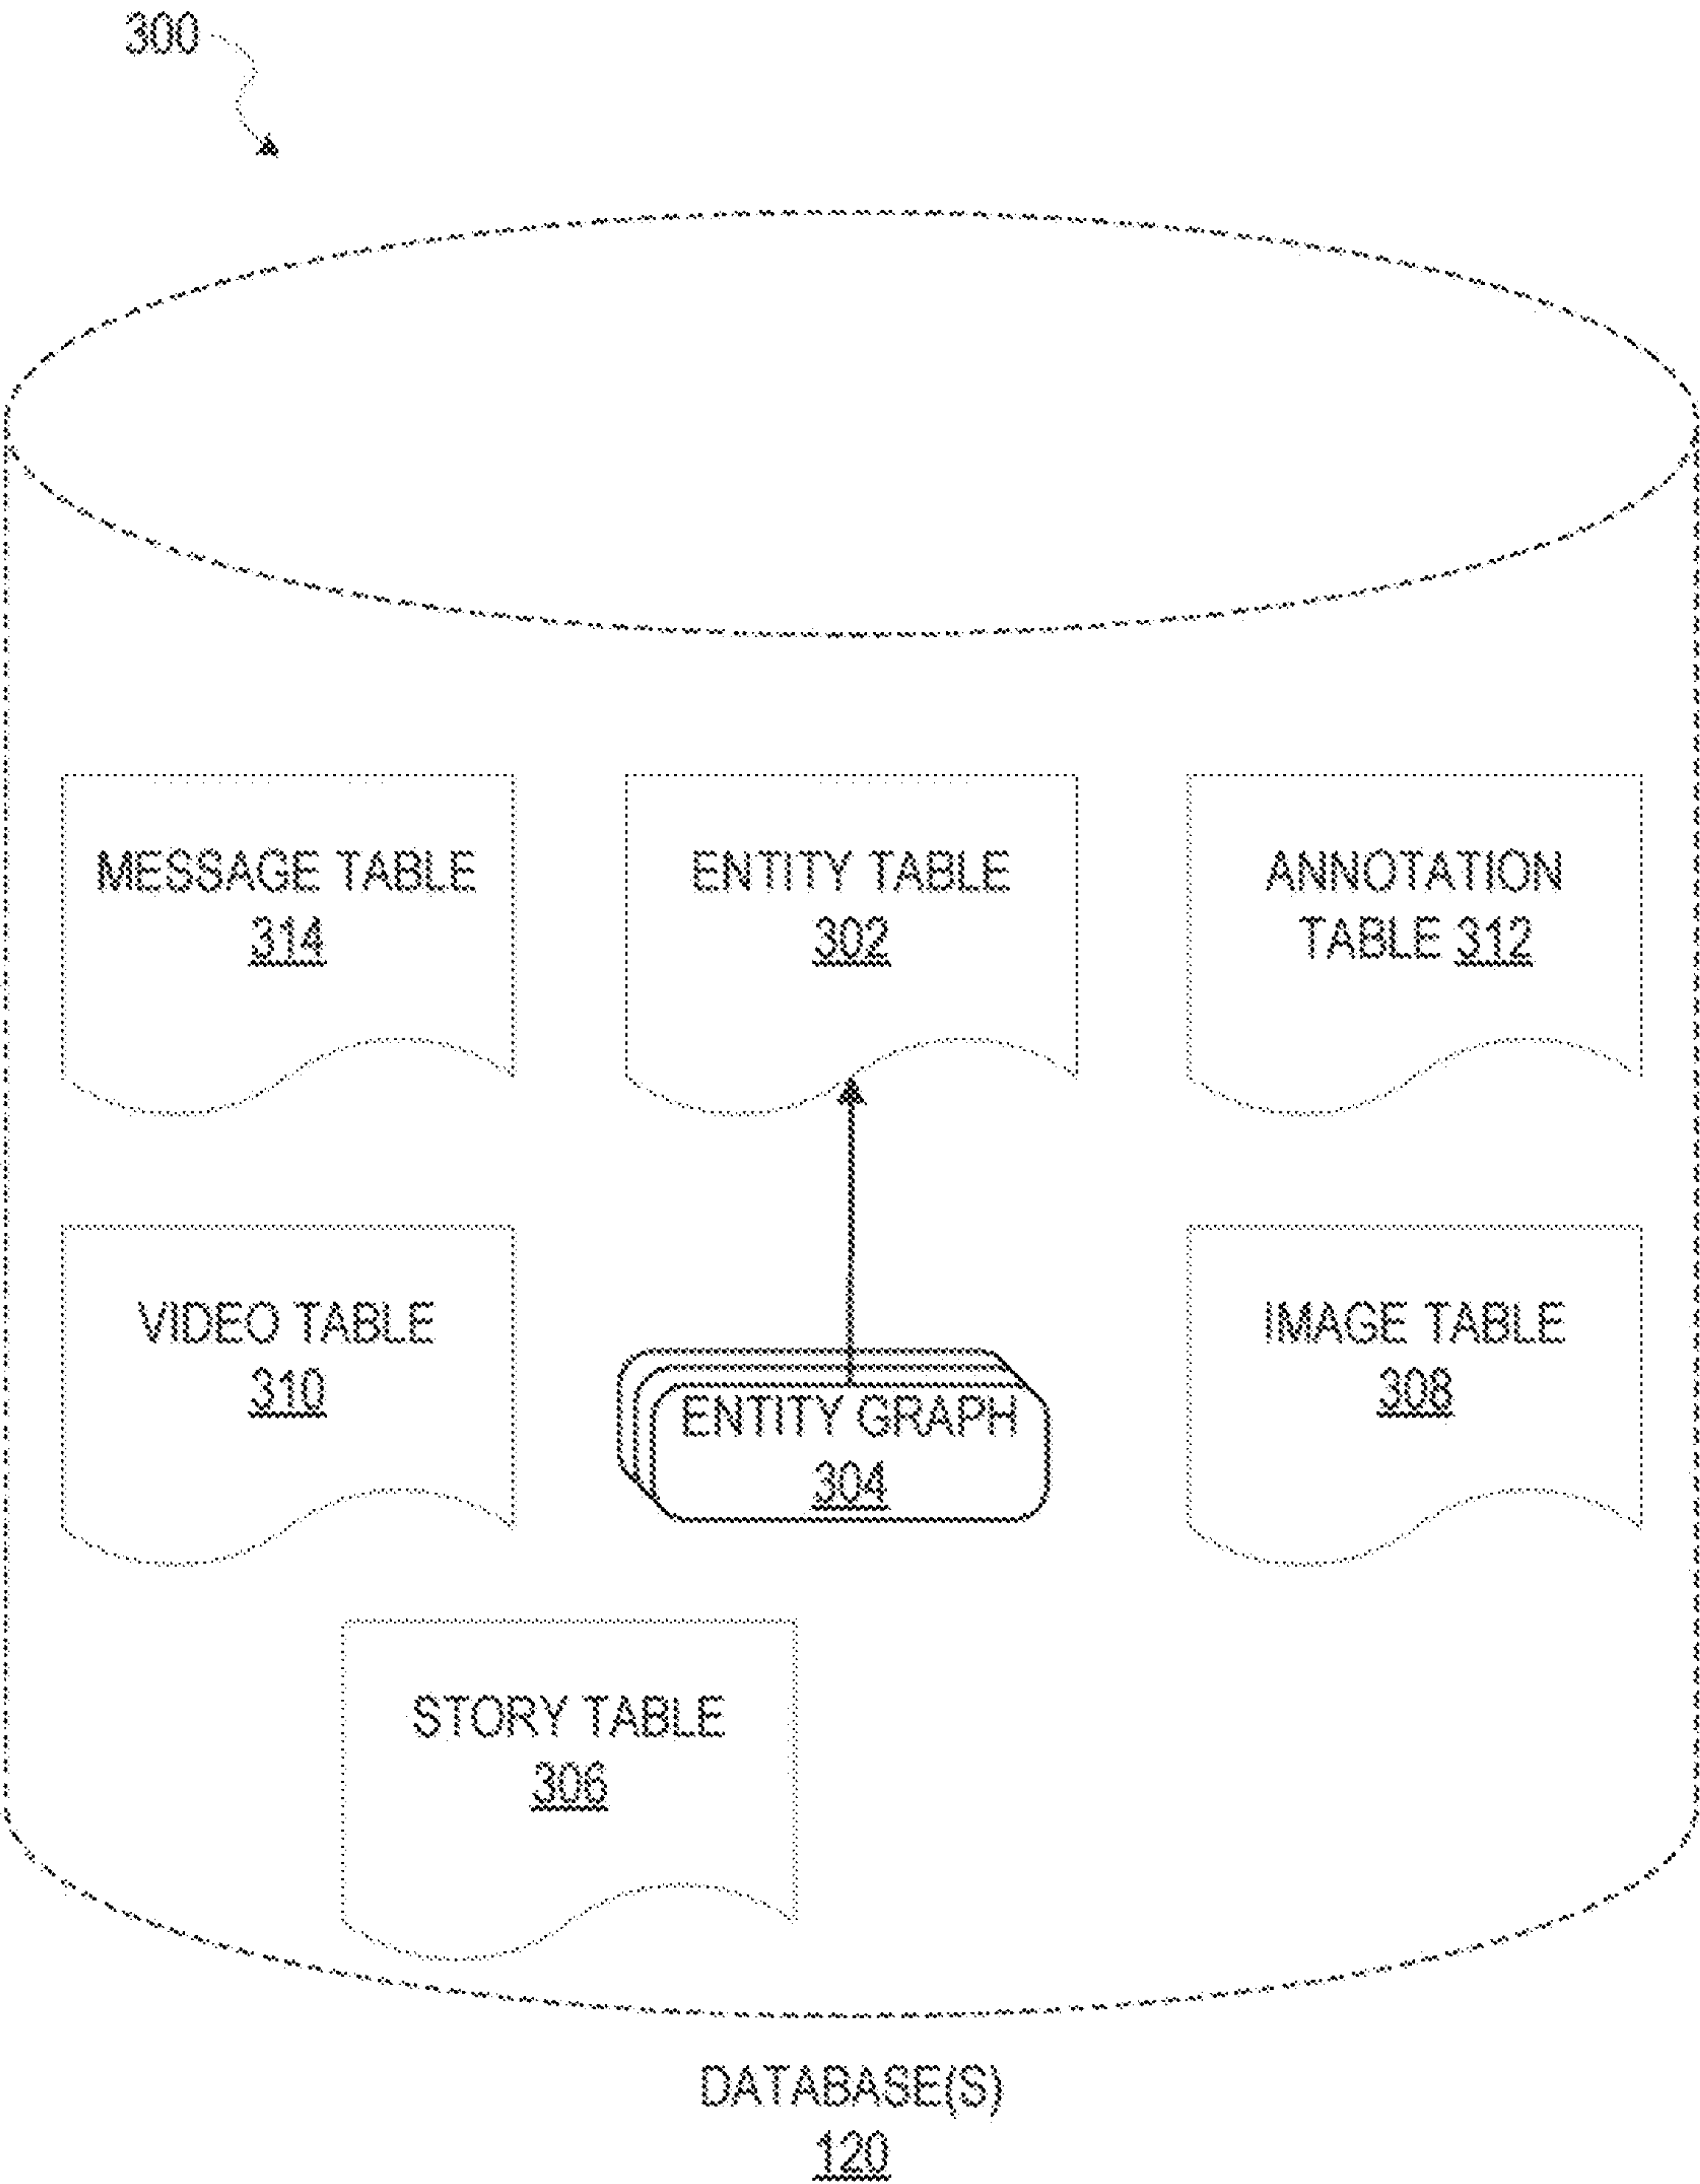 300
MESSAGE TABLE
314
ENTITY TABLE
302
ANNOTATION
TABLE 312
VIDEO TABLE
310
ENTITY GRAPH
304
IMAGE TABLE
308
STORY TABLE
306
DATABASE(S)
120